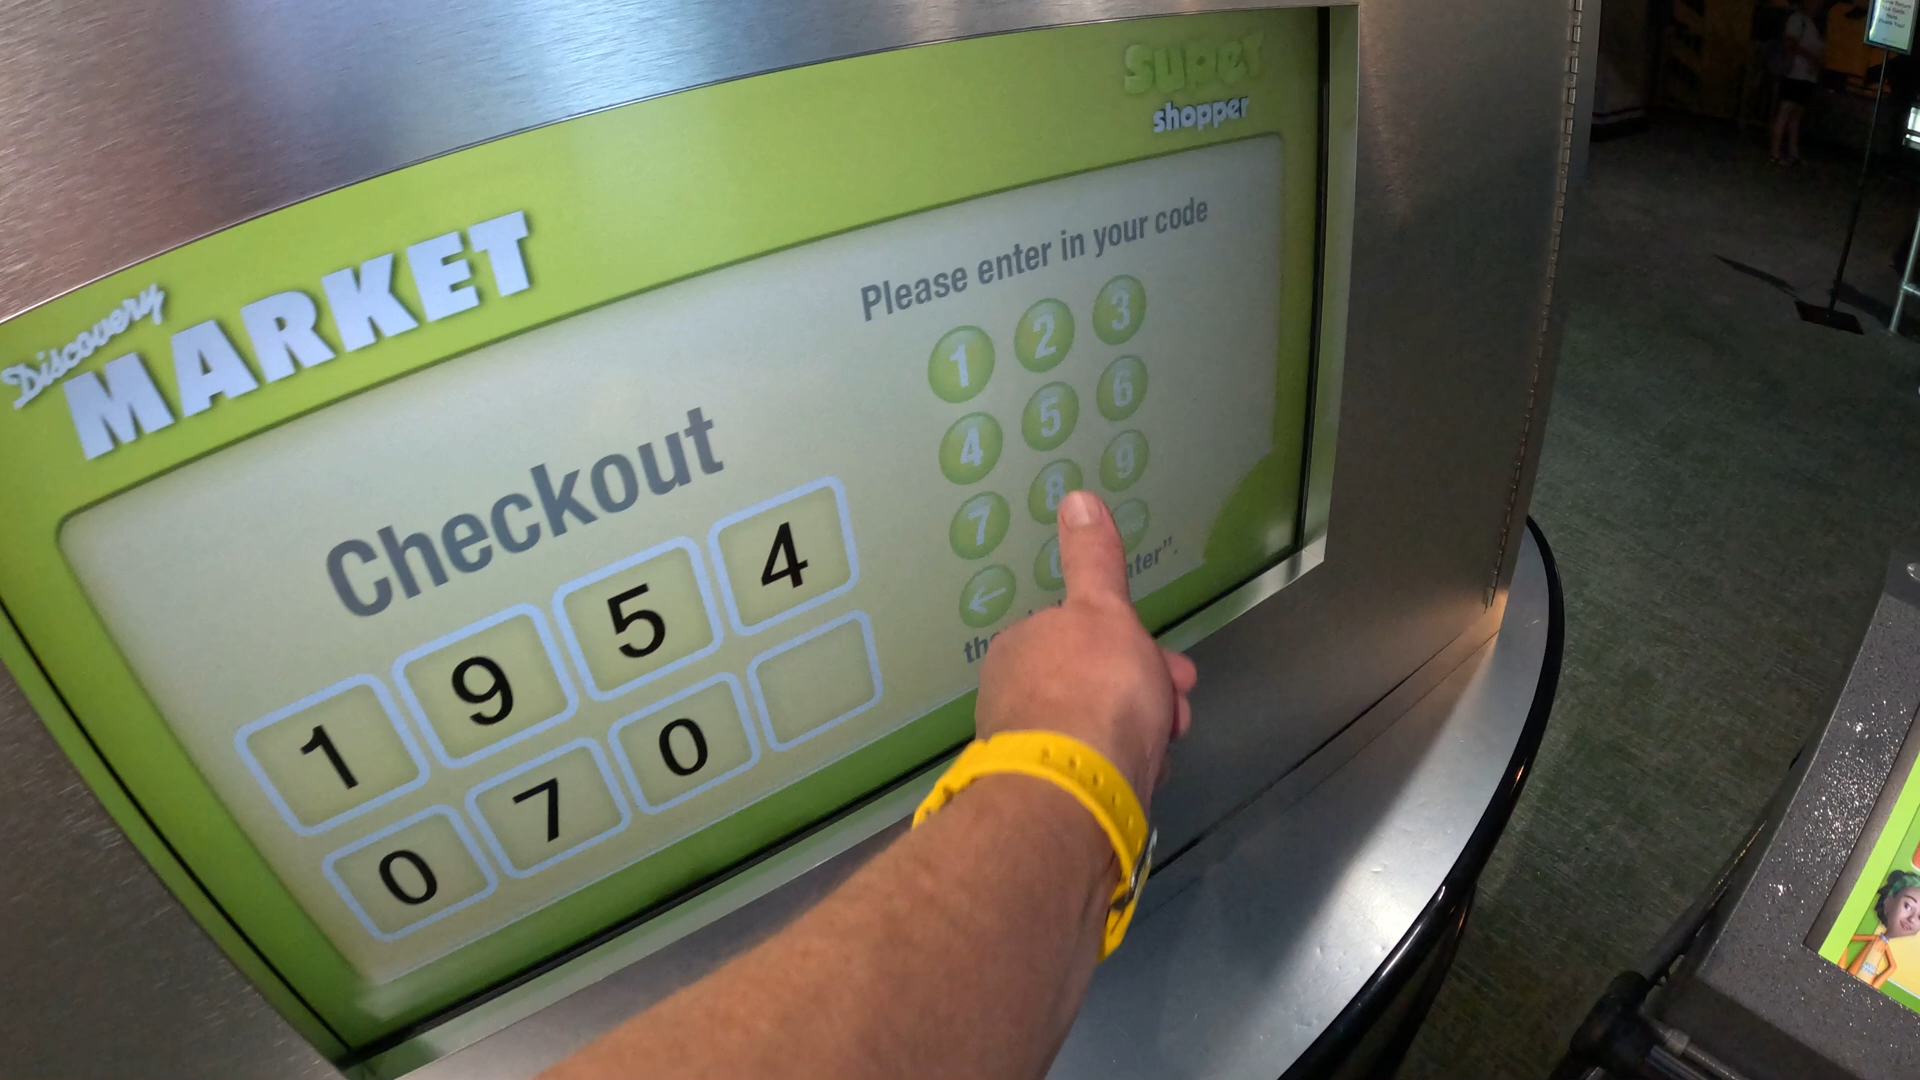 Discovery
MARKET
super
shopper
Checkout
1 9 5 4
0 7 0
Please enter in your code
1 2 3
4 5 6
7 8 9
←